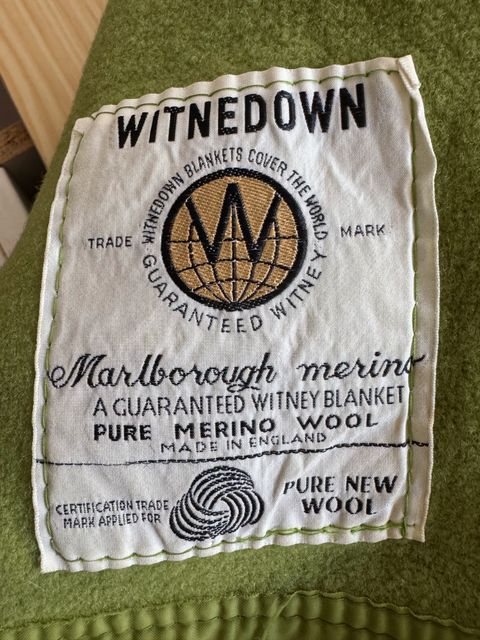 WITNEDOWN
WITNEDOWN BLANKETS COVER THE WORLD
W
TRADE MARK
GUARANTEED WITNEY
Marlborough merino
A GUARANTEED WITNEY BLANKET
PURE MERINO WOOL
MADE IN ENGLAND
CERTIFICATION TRADE
MARK APPLIED FOR
PURE NEW
WOOL